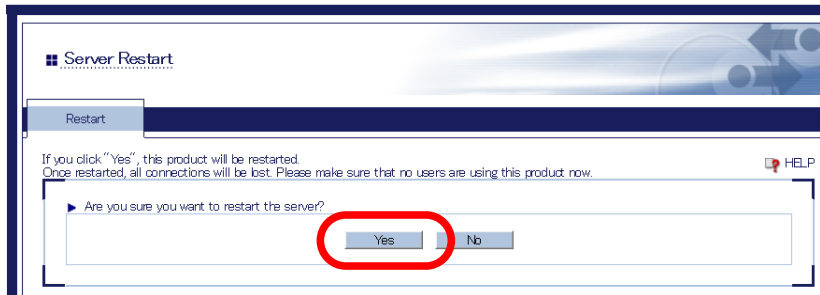 Server Restart
Restart
If you click "Yes", this product will be restarted.
Once restarted, all connections will be lost. Please make sure that no users are using this product now.
HELP
Are you sure you want to restart the server?
Yes No